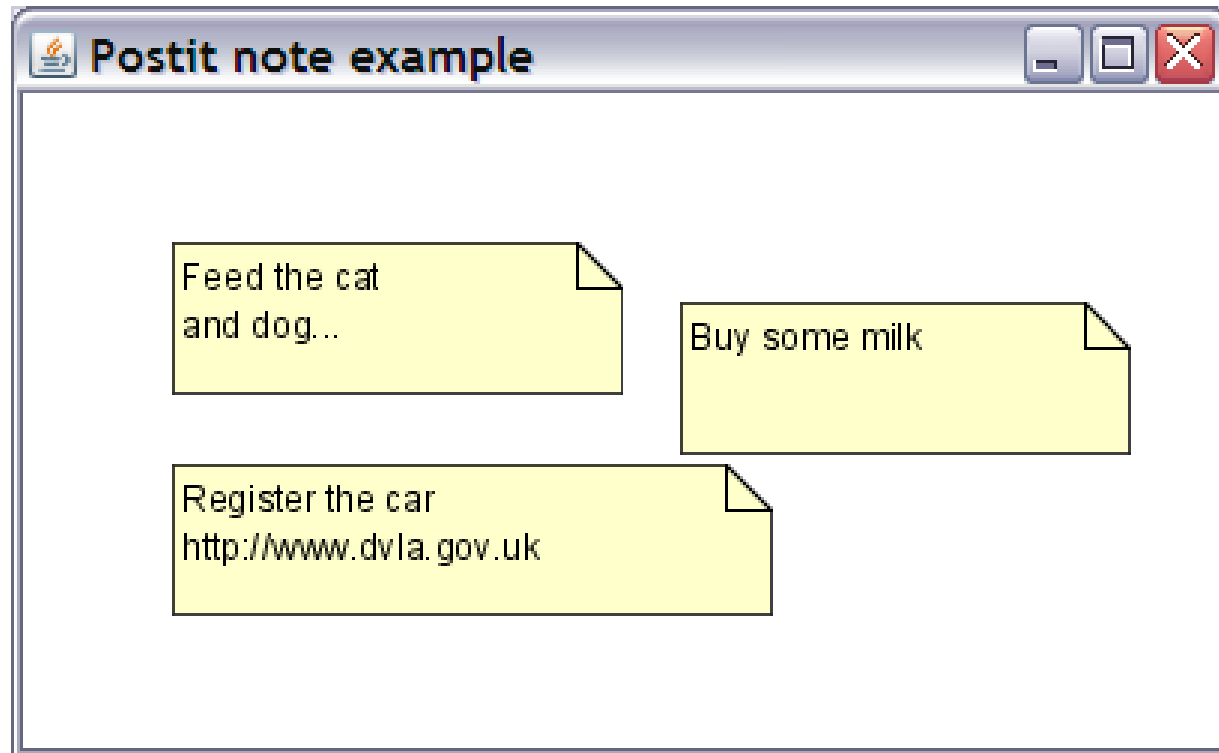 Postit note example
Feed the cat
and dog...
Buy some milk
Register the car
http://www.dvla.gov.uk